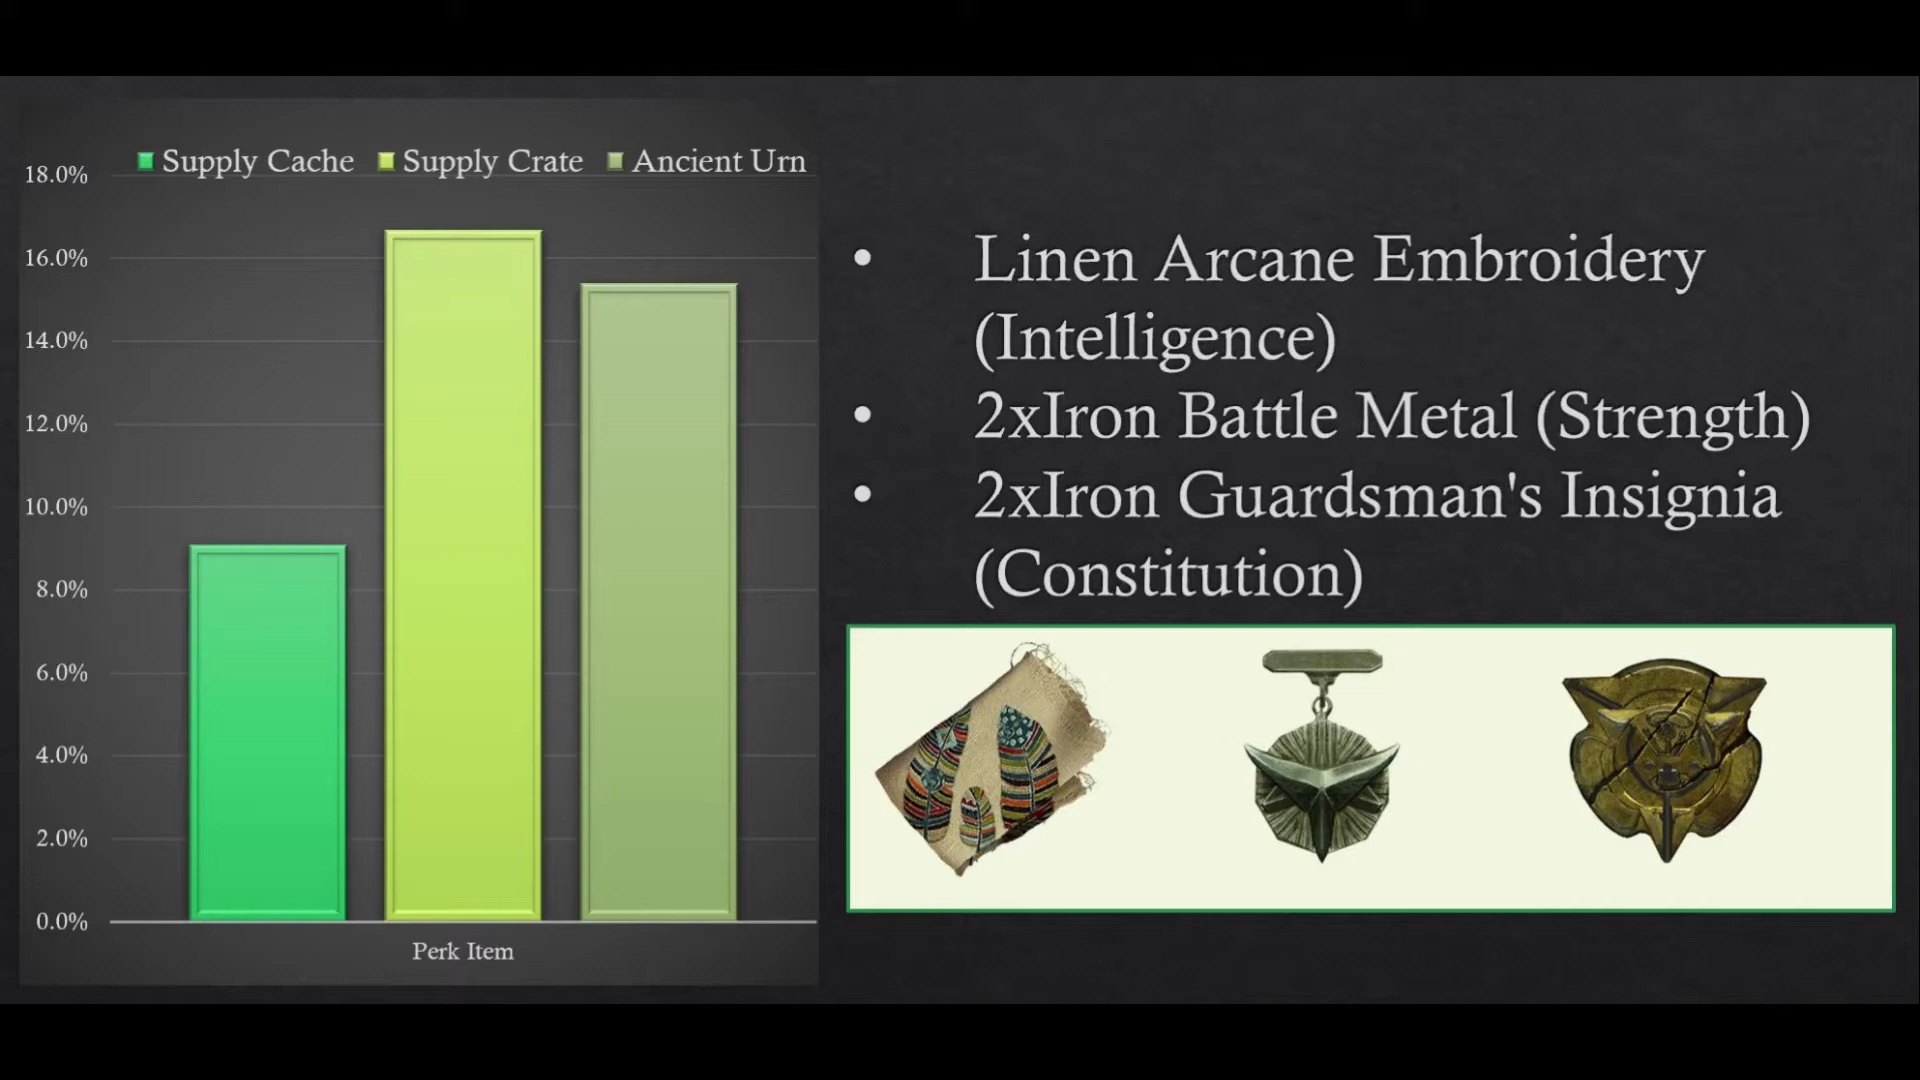 Supply Cache Supply Crate Ancient Urn
18.0%
16.0%
14.0%
12.0%
10.0%
8.0%
6.0%
4.0%
2.0%
0.0%
Perk Item
• Linen Arcane Embroidery
(Intelligence)
• 2xIron Battle Metal (Strength)
• 2xIron Guardsman's Insignia
(Constitution)